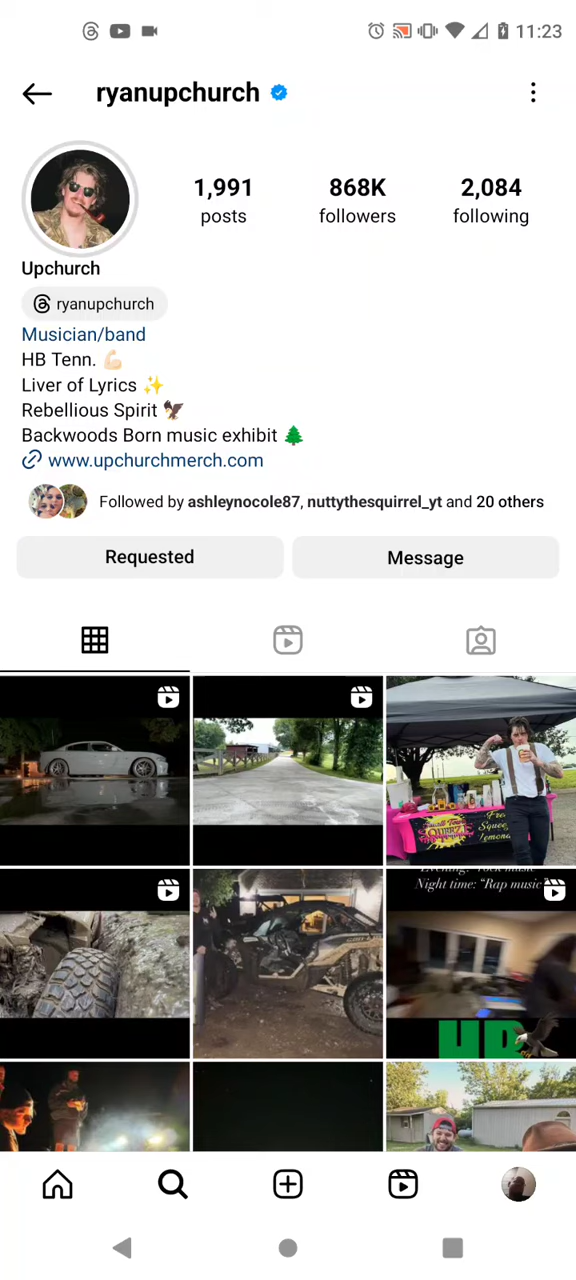 11:23
ryanupchurch
1,991
posts
868K
followers
2,084
following
Upchurch
ryanupchurch
Musician/band
HB Tenn. 💪🏻
Liver of Lyrics ✨
Rebellious Spirit 🦅
Backwoods Born music exhibit 🌲
www.upchurchmerch.com
Followed by ashleynocole87, nuttythesquirrel_yt and 20 others
Requested
Message
SQUEEZE
Night time: “Rap music